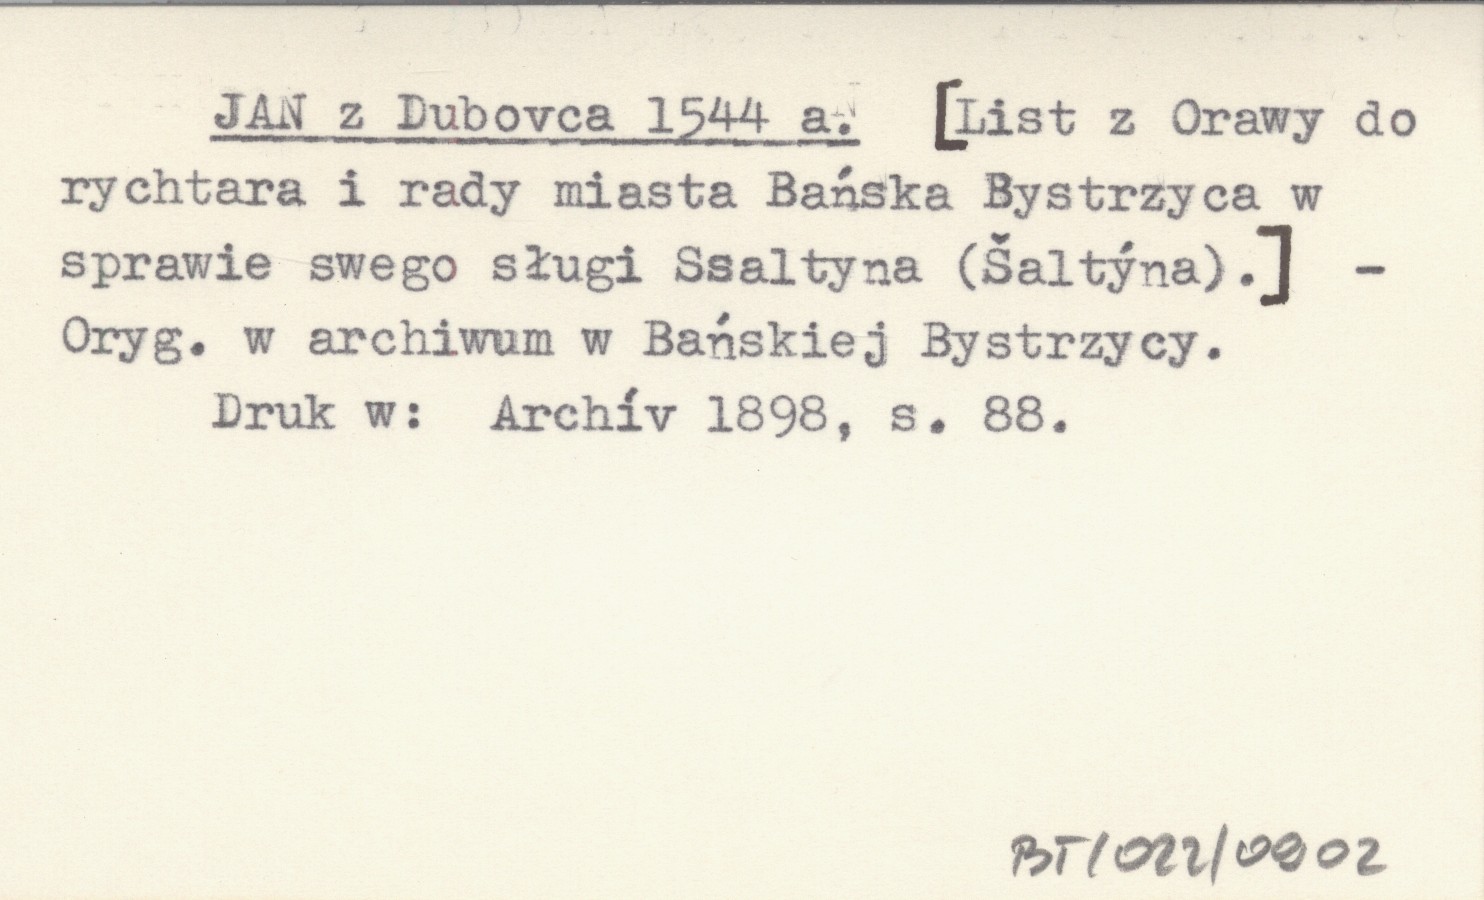 JAN z Dubovca 1544 a. [List z Orawy do
rychtara i rady miasta Bańska Bystrzyca w
sprawie swego sługi Ssaltyna (Šaltýna).] -
Oryg. w archiwum w Bańskiej Bystrzycy.
Druk w: Archív 1898, s. 88.
BT/022/0902